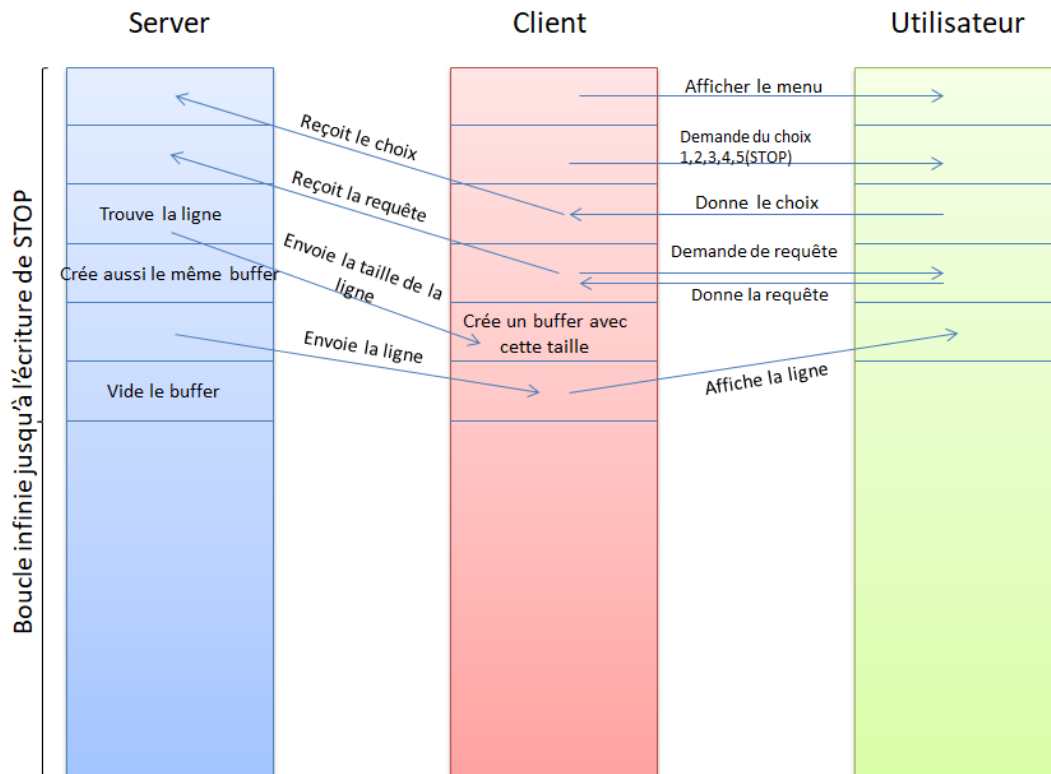 Server
Client
Utilisateur
Boucle infinie jusqu'à l'écriture de STOP
Afficher le menu
Reçoit le choix
Demande du choix
1,2,3,4,5(STOP)
Reçoit la requête
Trouve la ligne
Donne le choix
Envoie la taille de la
ligne
Demande de requête
Crée aussi le même buffer
Donne la requête
Crée un buffer avec
cette taille
Envoie la ligne
Affiche la ligne
Vide le buffer